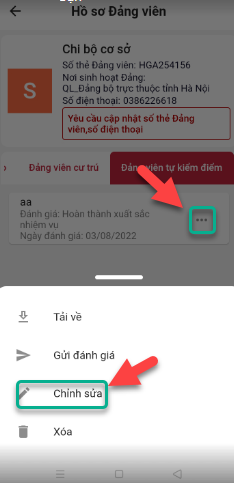 Hồ sơ Đảng viên
Chi bộ cơ sở
Số thẻ Đảng viên: HGA254156
Nơi sinh hoạt Đảng:
QL_Đảng bộ trực thuộc tỉnh Hà Nội
Số điện thoại: 0386226618
S
Yêu cầu cập nhật số thẻ Đảng
viên,số điện thoại
Đảng viên cư trú
Đảng viên tự kiểm điểm
aa
Đánh giá: Hoàn thành xuất sắc
nhiệm vụ
Ngày đánh giá: 03/08/2022
Tải về
Gửi đánh giá
Chỉnh sửa
Xóa